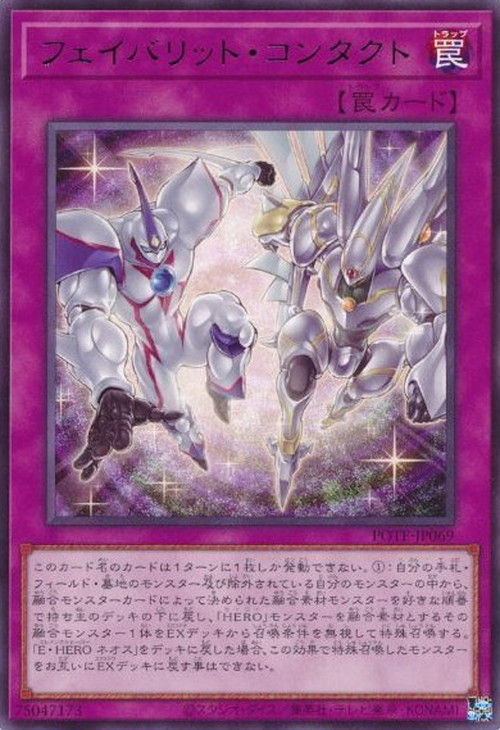 フェイバリット・コンタクト
トラップ
罠
【罠カード】
POTE-JP069
このカード名のカードは1ターンに1枚しか発動できない。①:自分の手札・
フィールド・墓地のモンスター及び除外されている自分のモンスターの中から、
融合モンスターカードによって決められた融合素材モンスターを好きな順番
で持ち主のデッキの下に戻し、「HERO」モンスターを融合素材とするその
融合モンスター1体をEXデッキから召喚条件を無視して特殊召喚する。
「E・HERO ネオス」をデッキに戻した場合、この効果で特殊召喚したモンスター
をお互いにEXデッキに戻す事はできない。
75047173
©スタジオ・ダイス/集英社・テレビ東京・KONAMI